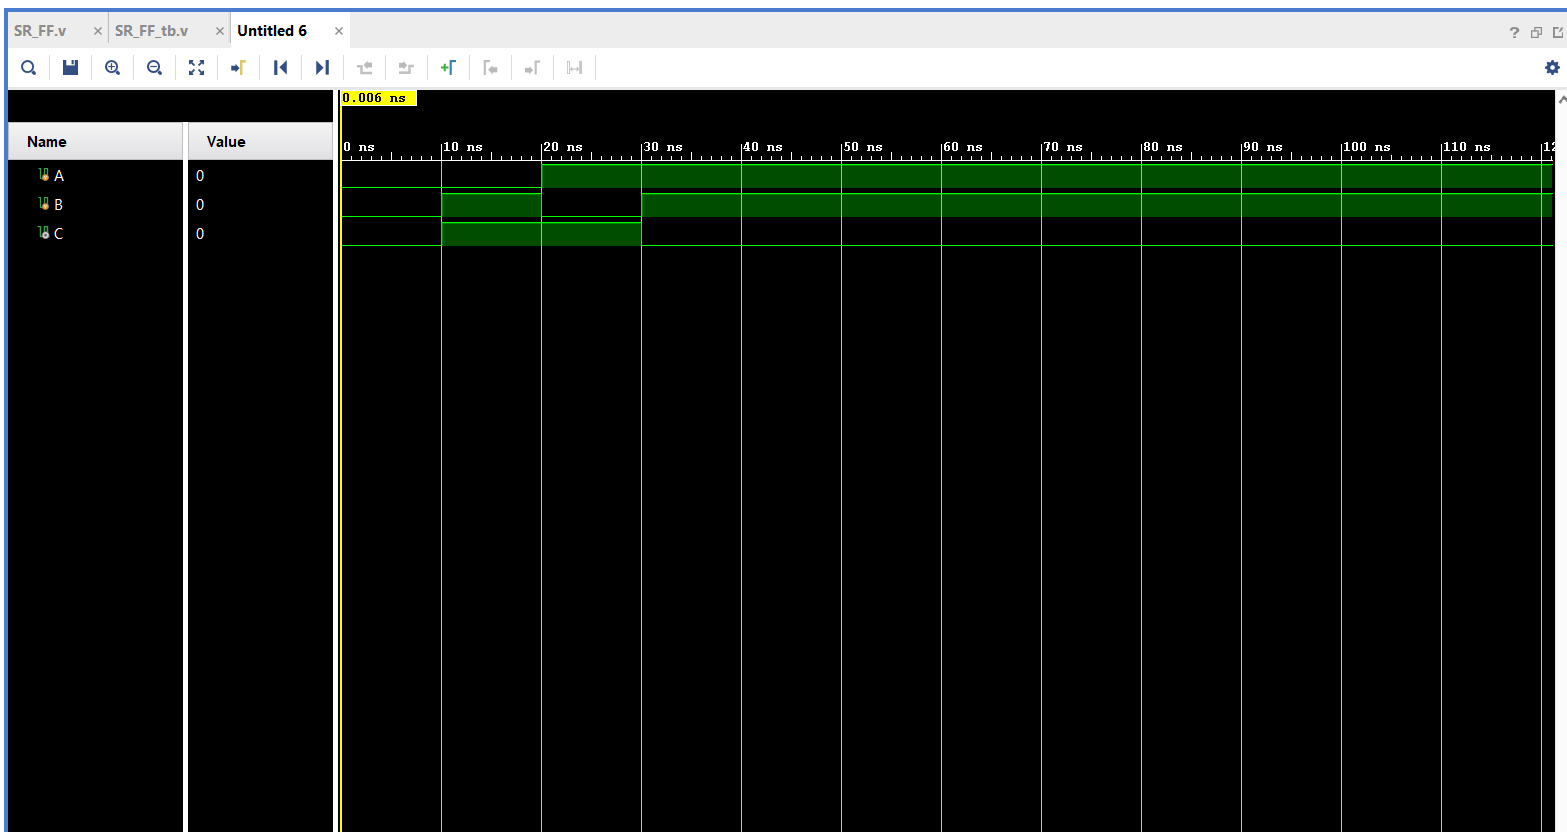 SR_FF.v × SR_FF_tb.v × Untitled 6 ×
?
0.006 ns
Name Value
0 ns 10 ns 20 ns 30 ns 40 ns 50 ns 60 ns 70 ns 80 ns 90 ns 100 ns 110 ns 12
A 0
B 0
C 0